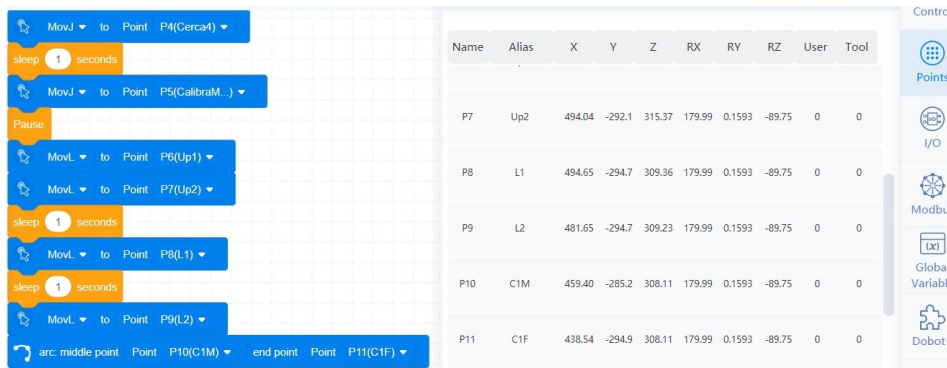 MovJ to Point P4(Cerca4)
sleep 1 seconds
MovJ to Point P5(CalibraM...)
Pause
MovL to Point P6(Up1)
MovL to Point P7(Up2)
sleep 1 seconds
MovL to Point P8(L1)
sleep 1 seconds
MovL to Point P9(L2)
arc: middle point Point P10(C1M) end point Point P11(C1F)
Name Alias X Y Z RX RY RZ User Tool
P7 Up2 494.04 -292.1 315.37 179.99 0.1593 -89.75 0 0
P8 L1 494.65 -294.7 309.36 179.99 0.1593 -89.75 0 0
P9 L2 481.65 -294.7 309.23 179.99 0.1593 -89.75 0 0
P10 C1M 459.40 -285.2 308.11 179.99 0.1593 -89.75 0 0
P11 C1F 438.54 -294.9 308.11 179.99 0.1593 -89.75 0 0
Contro
Points
I/O
Modbu
(x)
Globa
Variabl
Dobot